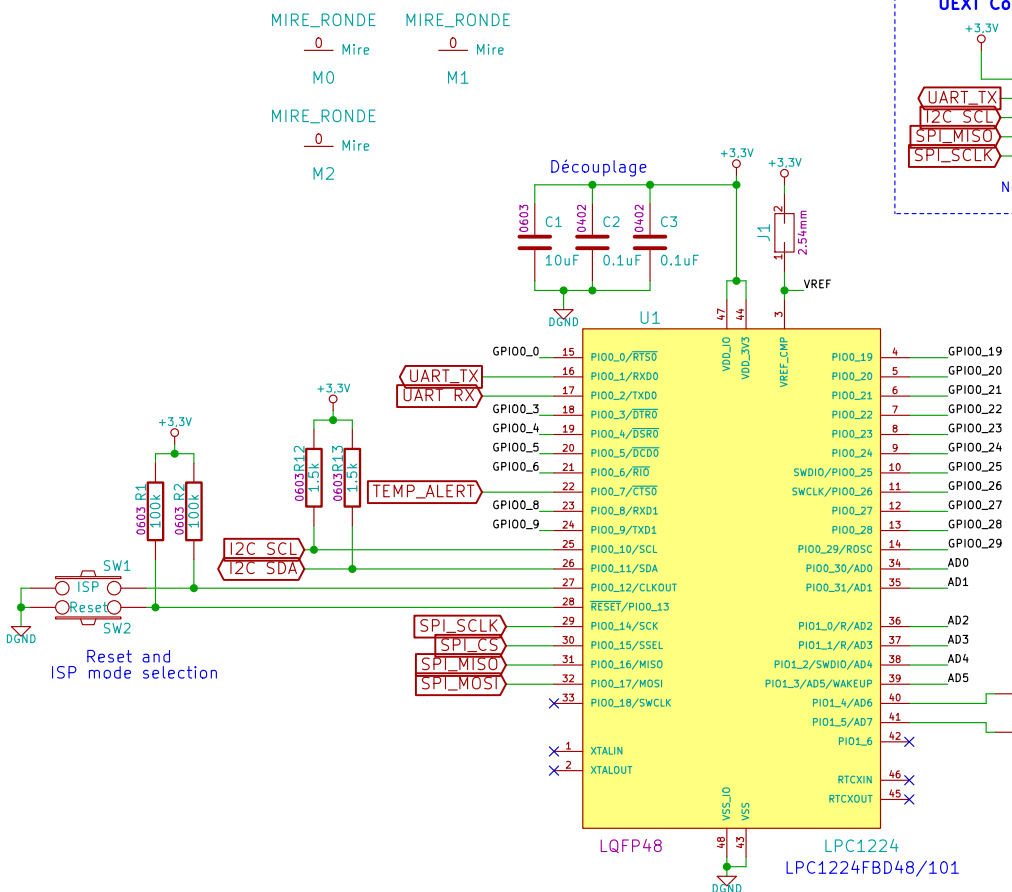 MIRE_RONDE
0 Mire
M0
MIRE_RONDE
0 Mire
M1
MIRE_RONDE
0 Mire
M2
UEXT Co
+3,3V
UART_TX
I2C_SCL
SPI_MISO
SPI_SCLK
N
Découplage
+3,3V
+3,3V
0603 C1 10uF
0402 C2 0.1uF
0402 C3 0.1uF
DGND
J1 2 1 2.54mm
VREF
U1
47 VDD_IO
44 VDD_3V3
3 VREF_CMP
GPIO0_0 15 PIO0_0/RTS0
UART_TX 16 PIO0_1/RXD0
UART_RX 17 PIO0_2/TXD0
GPIO0_3 18 PIO0_3/DTR0
GPIO0_4 19 PIO0_4/DSR0
GPIO0_5 20 PIO0_5/DCD0
GPIO0_6 21 PIO0_6/RI0
TEMP_ALERT 22 PIO0_7/CTS0
GPIO0_8 23 PIO0_8/RXD1
GPIO0_9 24 PIO0_9/TXD1
I2C_SCL 25 PIO0_10/SCL
I2C_SDA 26 PIO0_11/SDA
27 PIO0_12/CLKOUT
28 RESET/PIO0_13
SPI_SCLK 29 PIO0_14/SCK
SPI_CS 30 PIO0_15/SSEL
SPI_MISO 31 PIO0_16/MISO
SPI_MOSI 32 PIO0_17/MOSI
33 PIO0_18/SWCLK
1 XTALIN
2 XTALOUT
PIO0_19 4 GPIO0_19
PIO0_20 5 GPIO0_20
PIO0_21 6 GPIO0_21
PIO0_22 7 GPIO0_22
PIO0_23 8 GPIO0_23
PIO0_24 9 GPIO0_24
SWDIO/PIO0_25 10 GPIO0_25
SWCLK/PIO0_26 11 GPIO0_26
PIO0_27 12 GPIO0_27
PIO0_28 13 GPIO0_28
PIO0_29/ROSC 14 GPIO0_29
PIO0_30/AD0 34 AD0
PIO0_31/AD1 35 AD1
PIO1_0/R/AD2 36 AD2
PIO1_1/R/AD3 37 AD3
PIO1_2/SWDIO/AD4 38 AD4
PIO1_3/AD5/WAKEUP 39 AD5
PIO1_4/AD6 40
PIO1_5/AD7 41
PIO1_6 42
RTCXIN 46
RTCXOUT 45
VSS_IO 48
VSS 43
DGND
LQFP48
LPC1224
LPC1224FBD48/101
+3,3V
0603 R12 1.5k
0603 R13 1.5k
+3,3V
0603 R1 100k
0603 R2 100k
SW1
ISP
Reset
SW2
DGND
Reset and
ISP mode selection